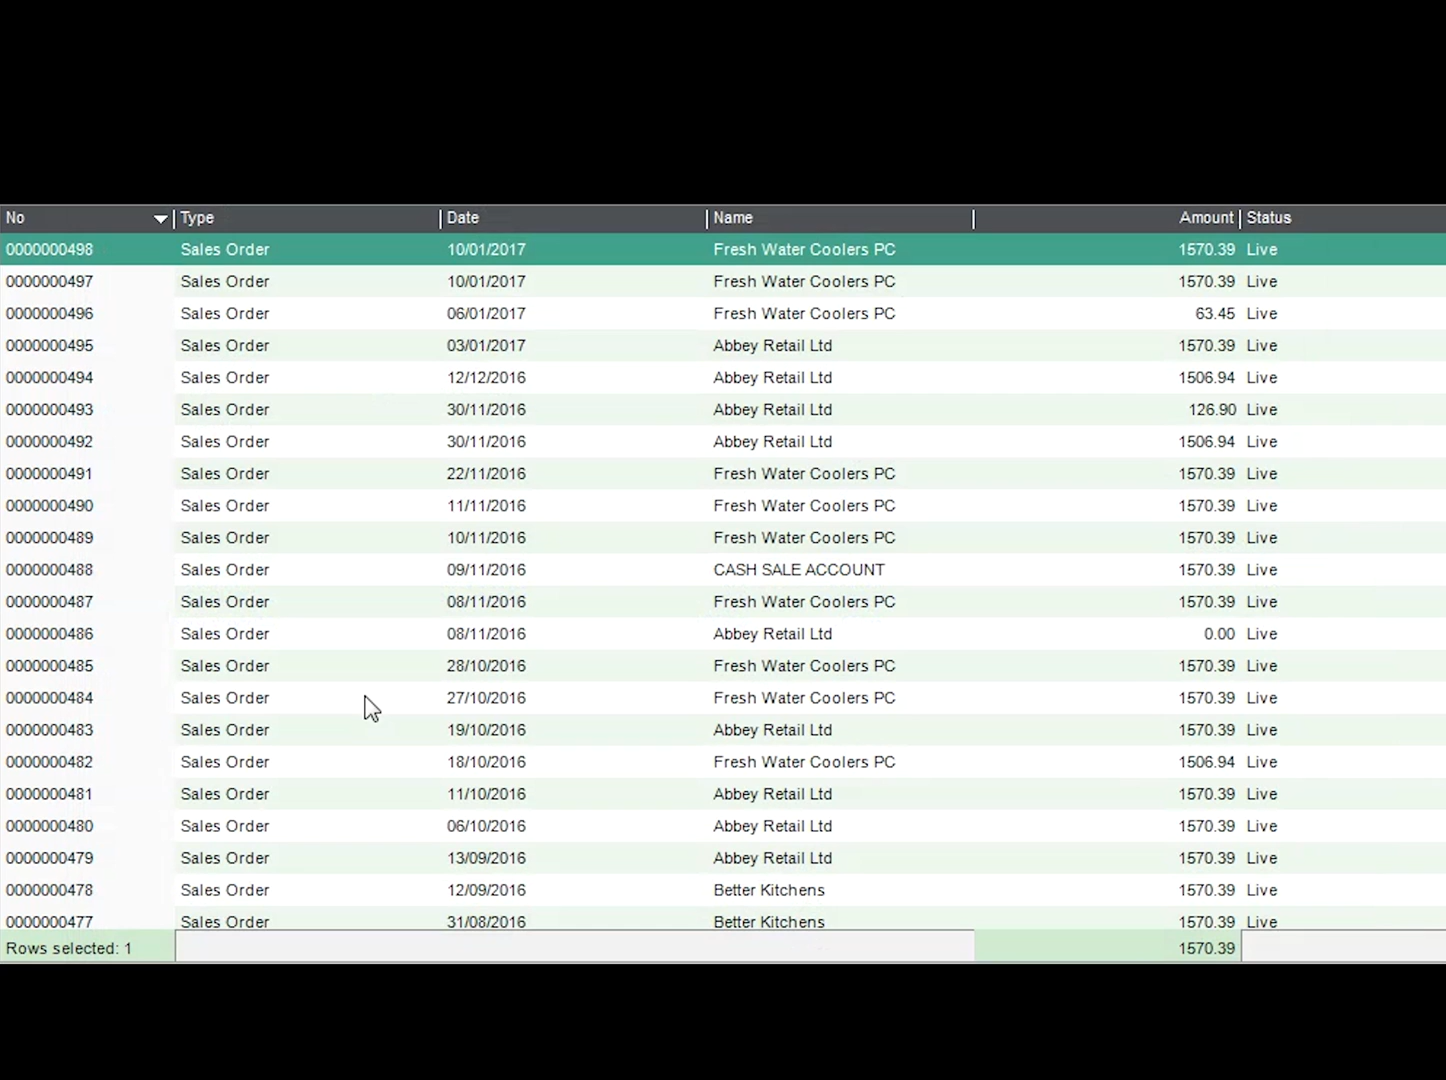 No Type Date Name Amount Status
0000000498 Sales Order 10/01/2017 Fresh Water Coolers PC 1570.39 Live
0000000497 Sales Order 10/01/2017 Fresh Water Coolers PC 1570.39 Live
0000000496 Sales Order 06/01/2017 Fresh Water Coolers PC 63.45 Live
0000000495 Sales Order 03/01/2017 Abbey Retail Ltd 1570.39 Live
0000000494 Sales Order 12/12/2016 Abbey Retail Ltd 1506.94 Live
0000000493 Sales Order 30/11/2016 Abbey Retail Ltd 126.90 Live
0000000492 Sales Order 30/11/2016 Abbey Retail Ltd 1506.94 Live
0000000491 Sales Order 22/11/2016 Fresh Water Coolers PC 1570.39 Live
0000000490 Sales Order 11/11/2016 Fresh Water Coolers PC 1570.39 Live
0000000489 Sales Order 10/11/2016 Fresh Water Coolers PC 1570.39 Live
0000000488 Sales Order 09/11/2016 CASH SALE ACCOUNT 1570.39 Live
0000000487 Sales Order 08/11/2016 Fresh Water Coolers PC 1570.39 Live
0000000486 Sales Order 08/11/2016 Abbey Retail Ltd 0.00 Live
0000000485 Sales Order 28/10/2016 Fresh Water Coolers PC 1570.39 Live
0000000484 Sales Order 27/10/2016 Fresh Water Coolers PC 1570.39 Live
0000000483 Sales Order 19/10/2016 Abbey Retail Ltd 1570.39 Live
0000000482 Sales Order 18/10/2016 Fresh Water Coolers PC 1506.94 Live
0000000481 Sales Order 11/10/2016 Abbey Retail Ltd 1570.39 Live
0000000480 Sales Order 06/10/2016 Abbey Retail Ltd 1570.39 Live
0000000479 Sales Order 13/09/2016 Abbey Retail Ltd 1570.39 Live
0000000478 Sales Order 12/09/2016 Better Kitchens 1570.39 Live
0000000477 Sales Order 31/08/2016 Better Kitchens 1570.39 Live
Rows selected: 1 1570.39